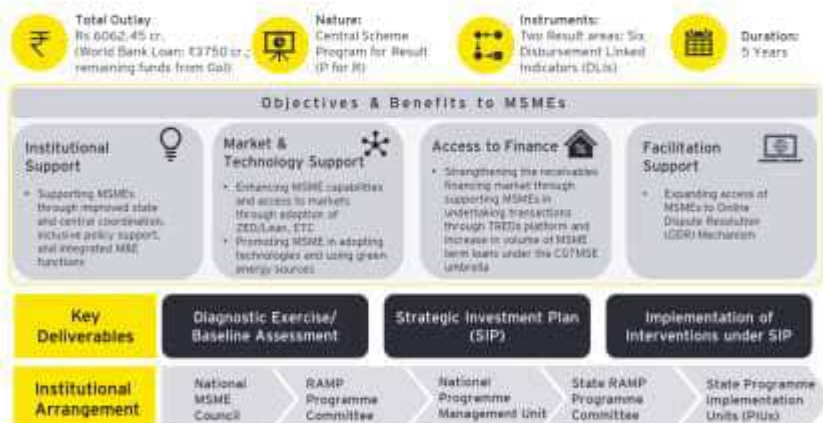 Total Outlay
Rs 6062.45 cr.
(World Bank Loan: ₹3750 cr.;
remaining funds from GoI)
Nature:
Central Scheme
Program for Result
(P for R)
Instruments:
Two Result areas: Six
Disbursement Linked
Indicators (DLIs)
Duration:
5 Years
Objectives & Benefits to MSMEs
Institutional
Support
• Supporting MSMEs
through improved state
and central coordination,
inclusive policy support,
and integrated M&E
functions
Market &
Technology Support
• Enhancing MSME capabilities
and access to markets
through adoption of
ZED/Lean, ETC
• Promoting MSME in adopting
technologies and using green
energy sources
Access to Finance
• Strengthening the receivables
financing market through
supporting MSMEs in
undertaking transactions
through TREDs platform and
increase in volume of MSME
term loans under the CGTMSE
umbrella
Facilitation
Support
• Expanding access of
MSMEs to Online
Dispute Resolution
(ODR) Mechanism
Key
Deliverables
Diagnostic Exercise/
Baseline Assessment
Strategic Investment Plan
(SIP)
Implementation of
Interventions under SIP
Institutional
Arrangement
National
MSME
Council
RAMP
Programme
Committee
National
Programme
Management Unit
State RAMP
Programme
Committee
State Programme
Implementation
Units (PIUs)